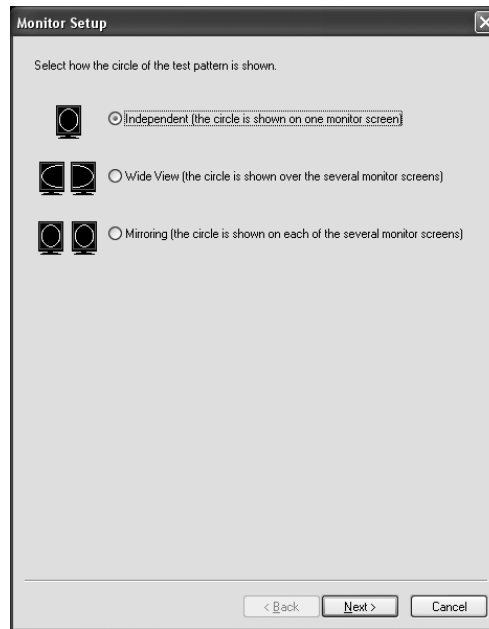 Monitor Setup
Select how the circle of the test pattern is shown.
Independent (the circle is shown on one monitor screen)
Wide View (the circle is shown over the several monitor screens)
Mirroring (the circle is shown on each of the several monitor screens)
< Back Next > Cancel